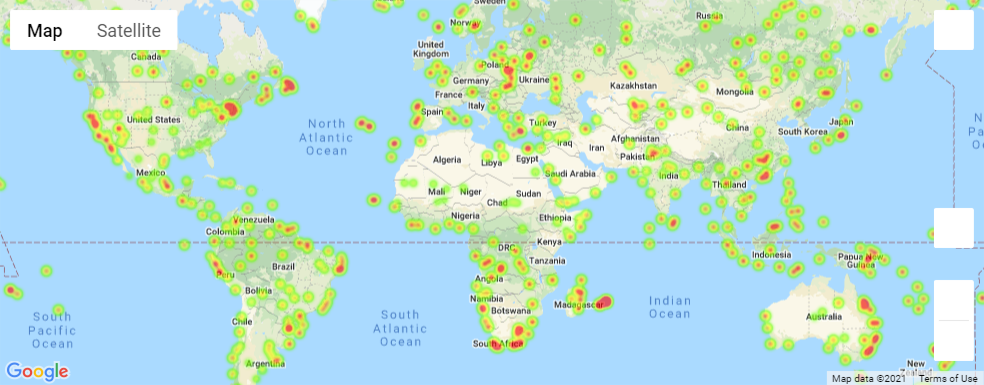 Map Satellite
Norway
Russia
Canada
United
Kingdom
Poland
Germany
Ukraine
Kazakhstan
Mongolia
France
Italy
Spain
United States
Turkey
North
Atlantic
Ocean
China
South Korea
Japan
Afghanistan
Iraq
Iran
Pakistan
Algeria
Libya
Egypt
Mexico
Saudi Arabia
India
Thailand
Mali
Niger
Sudan
Chad
Nigeria
Ethiopia
Venezuela
Colombia
Kenya
DRC
Indonesia
Papua New
Guinea
Tanzania
Brazil
Peru
Angola
Bolivia
Namibia
Madagascar
Botswana
Indian
Ocean
South
Pacific
Ocean
South
Atlantic
Ocean
Australia
Chile
South Africa
Argentina
New
Google
Map data ©2021
Terms of Use